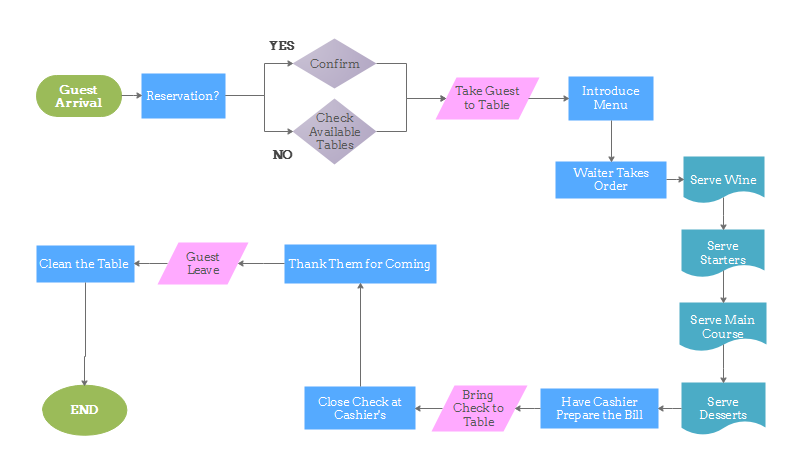 YES
Guest
Arrival
Reservation?
Confirm
Check
Available
Tables
NO
Take Guest
to Table
Introduce
Menu
Waiter Takes
Order
Serve Wine
Serve
Starters
Serve Main
Course
Serve
Desserts
Have Cashier
Prepare the Bill
Bring
Check to
Table
Close Check at
Cashier's
Thank Them for Coming
Guest
Leave
Clean the Table
END